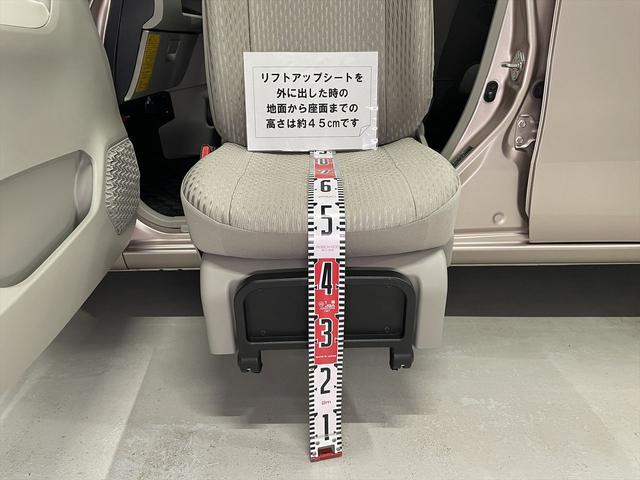 リフトアップシートを
外に出した時の
地面から座面までの
高さは約４５cmです
8
6
5
4
3
2
1